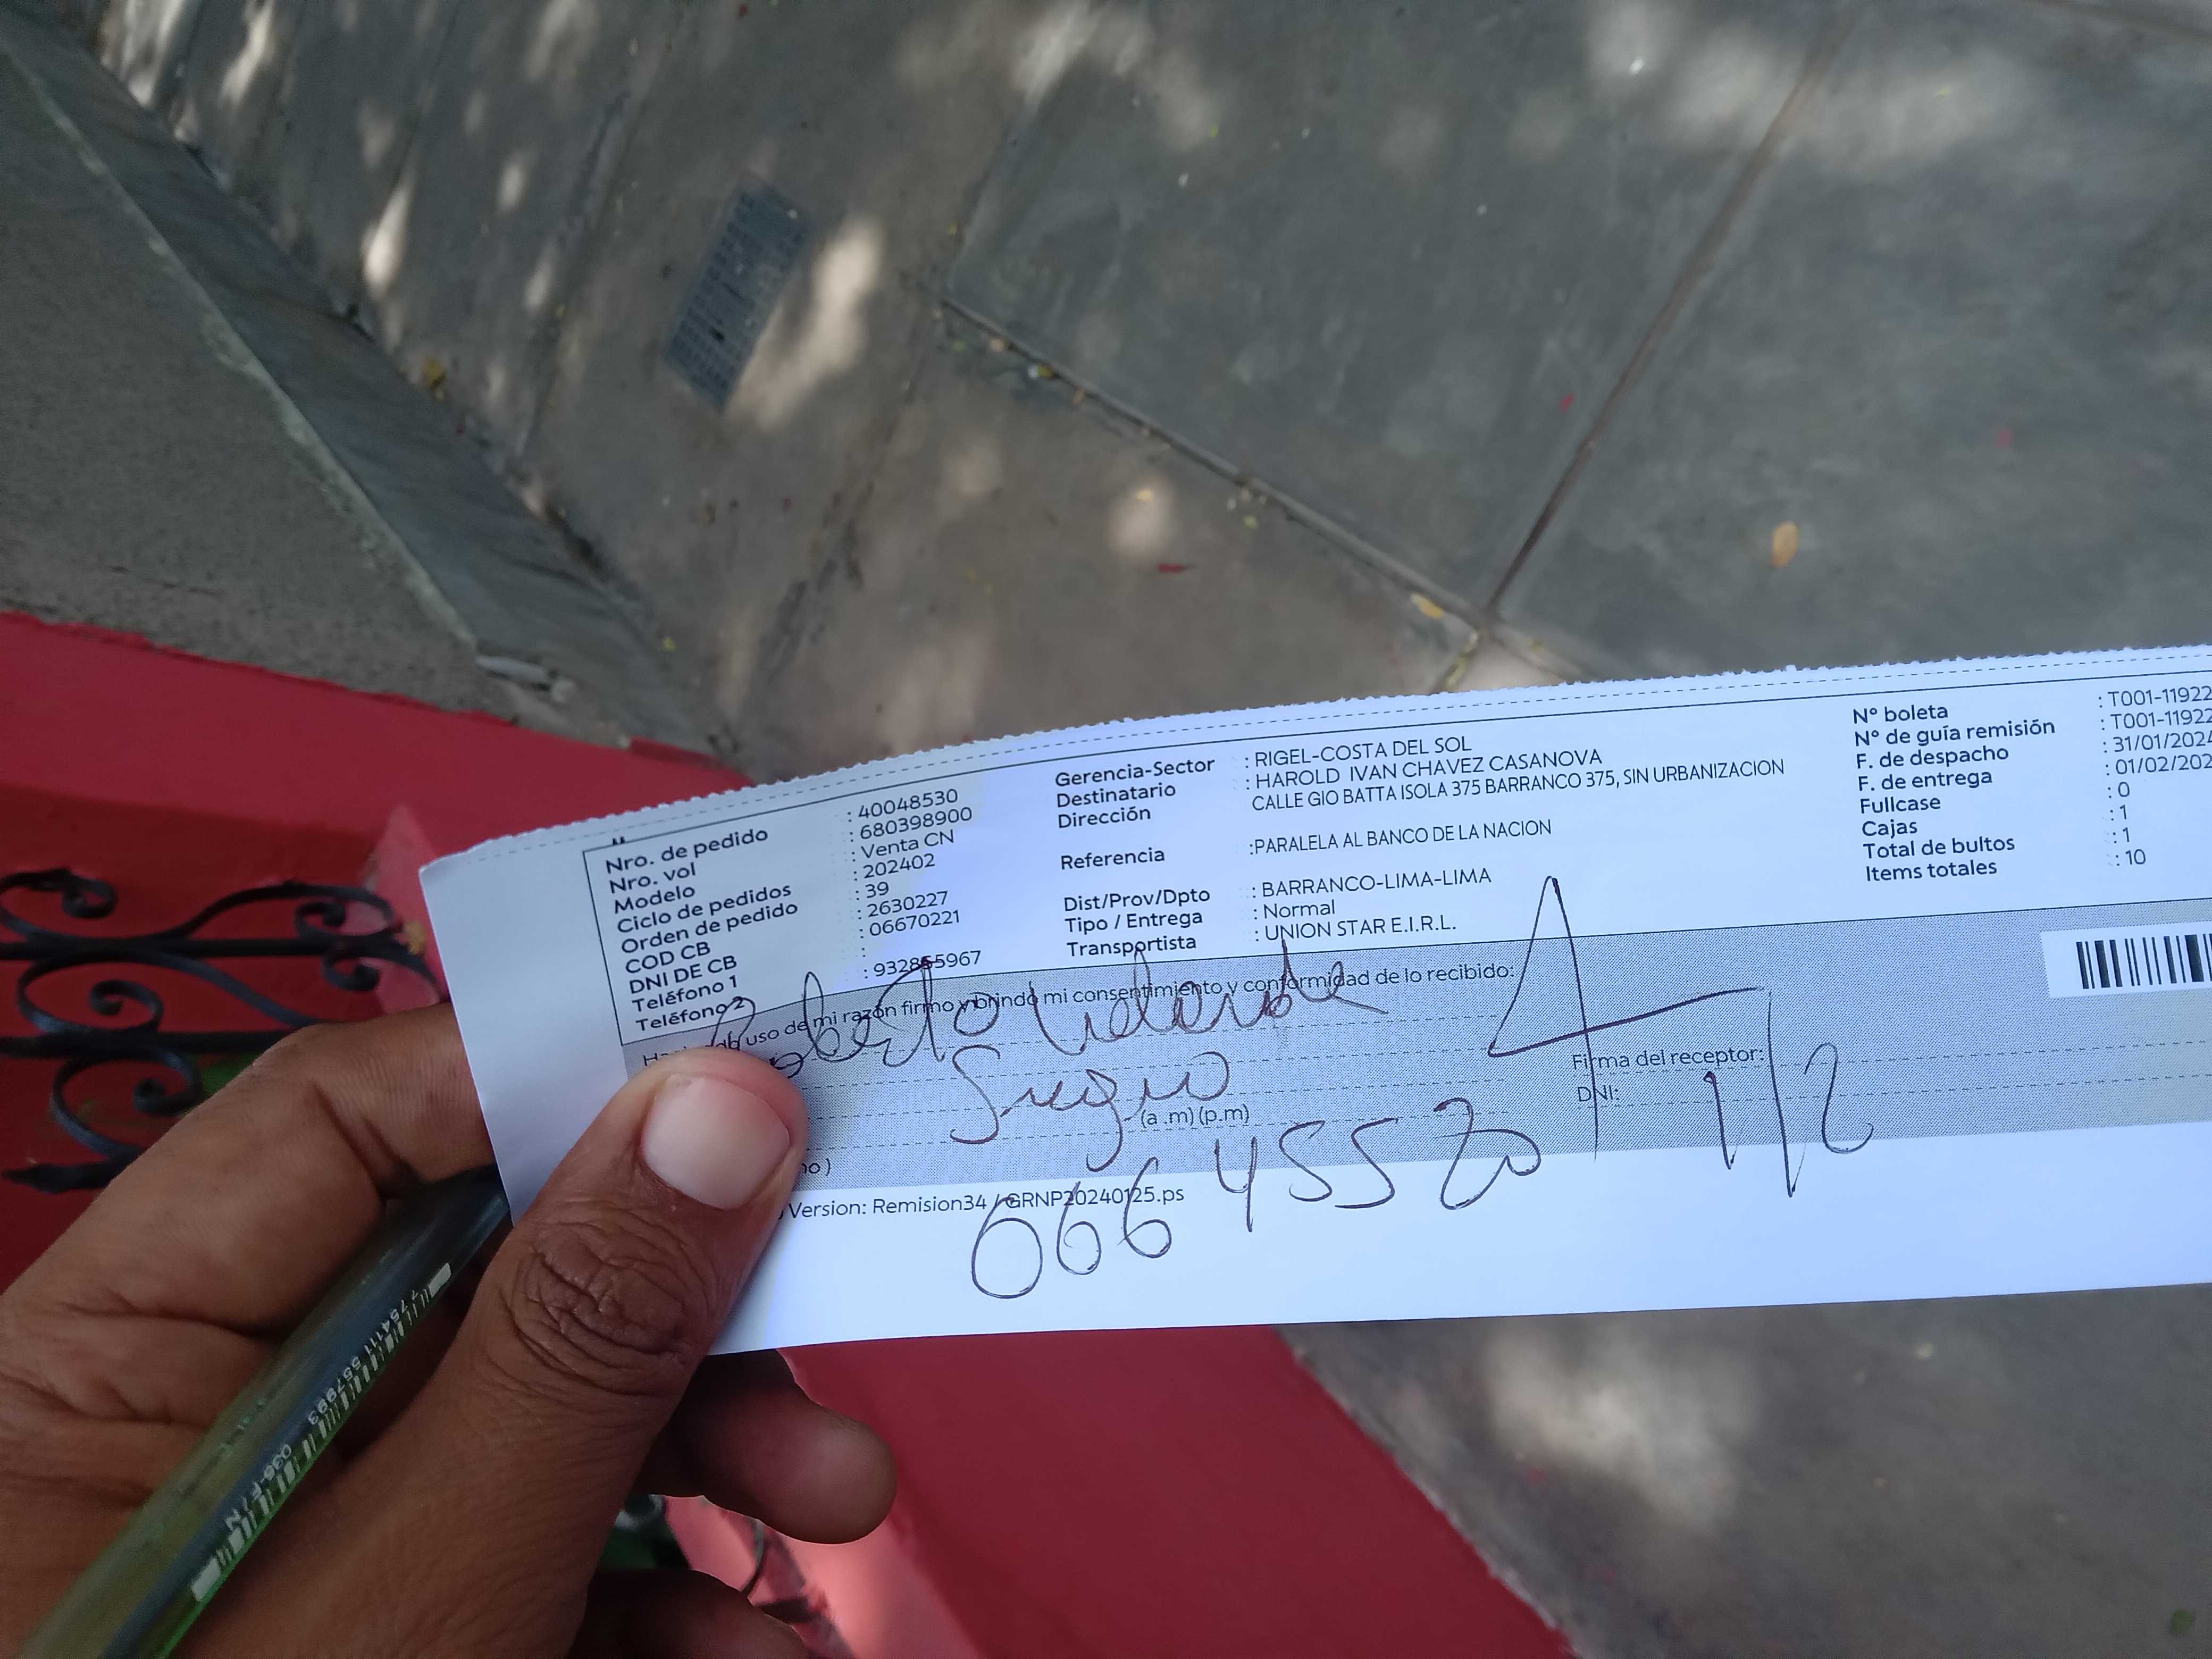 Nro. de pedido : 40048530
Nro. vol : 680398900
Modelo : Venta CN
Ciclo de pedidos : 202402
Orden de pedido : 39
COD CB : 2630227
DNI DE CB : 06670221
Teléfono 1 :
Teléfono 2 : 932855967
Gerencia-Sector : RIGEL-COSTA DEL SOL
Destinatario : HAROLD IVAN CHAVEZ CASANOVA
Dirección CALLE GIO BATTA ISOLA 375 BARRANCO 375, SIN URBANIZACION
Referencia :PARALELA AL BANCO DE LA NACION
Dist/Prov/Dpto : BARRANCO-LIMA-LIMA
Tipo / Entrega : Normal
Transportista : UNION STAR E.I.R.L.
Nº boleta : T001-11922
Nº de guía remisión : T001-11922
F. de despacho : 31/01/2024
F. de entrega : 01/02/202
Fullcase : 0
Cajas : 1
Total de bultos : 1
Items totales : 10
uso de mi razón firmo y brindo mi consentimiento y conformidad de lo recibido:
Firma del receptor:
DNI:
(a .m) (p.m)
no )
Version: Remision34 / GRNP20240125.ps
06645520
1/2
7 754111 557993
036-F/N